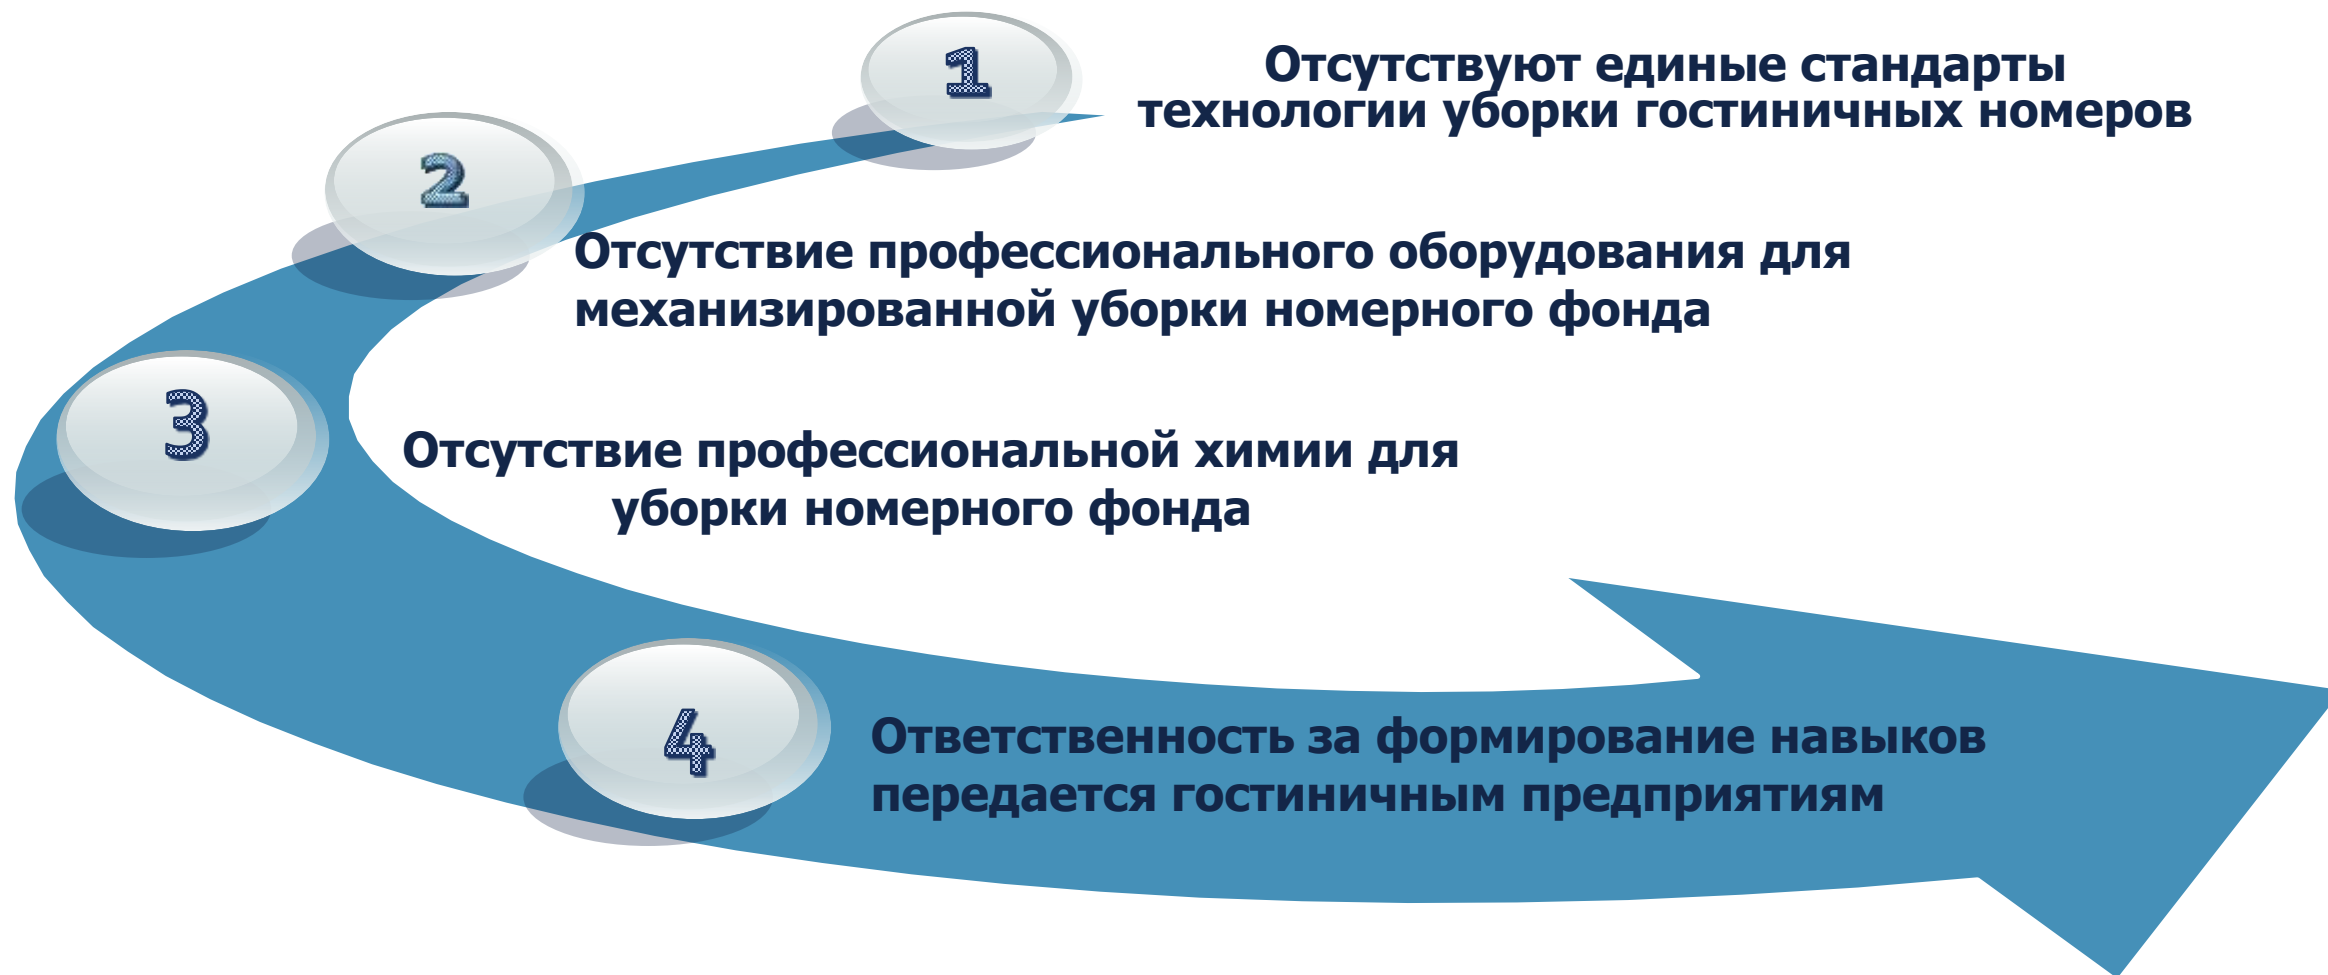 1
Отсутствуют единые стандарты
технологии уборки гостиничных номеров
2
Отсутствие профессионального оборудования для
механизированной уборки номерного фонда
3
Отсутствие профессиональной химии для
уборки номерного фонда
4
Ответственность за формирование навыков
передается гостиничным предприятиям